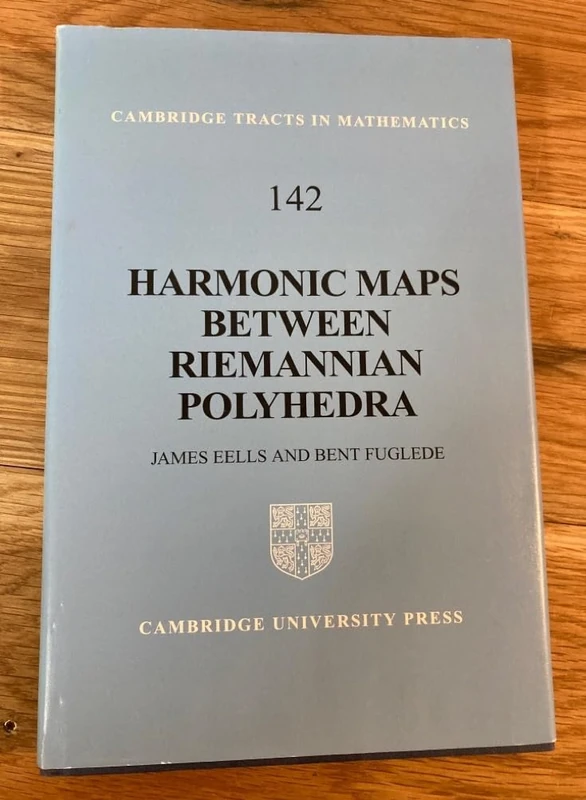 CAMBRIDGE TRACTS IN MATHEMATICS
142
HARMONIC MAPS
BETWEEN
RIEMANNIAN
POLYHEDRA
JAMES EELLS AND BENT FUGLEDE
CAMBRIDGE UNIVERSITY PRESS